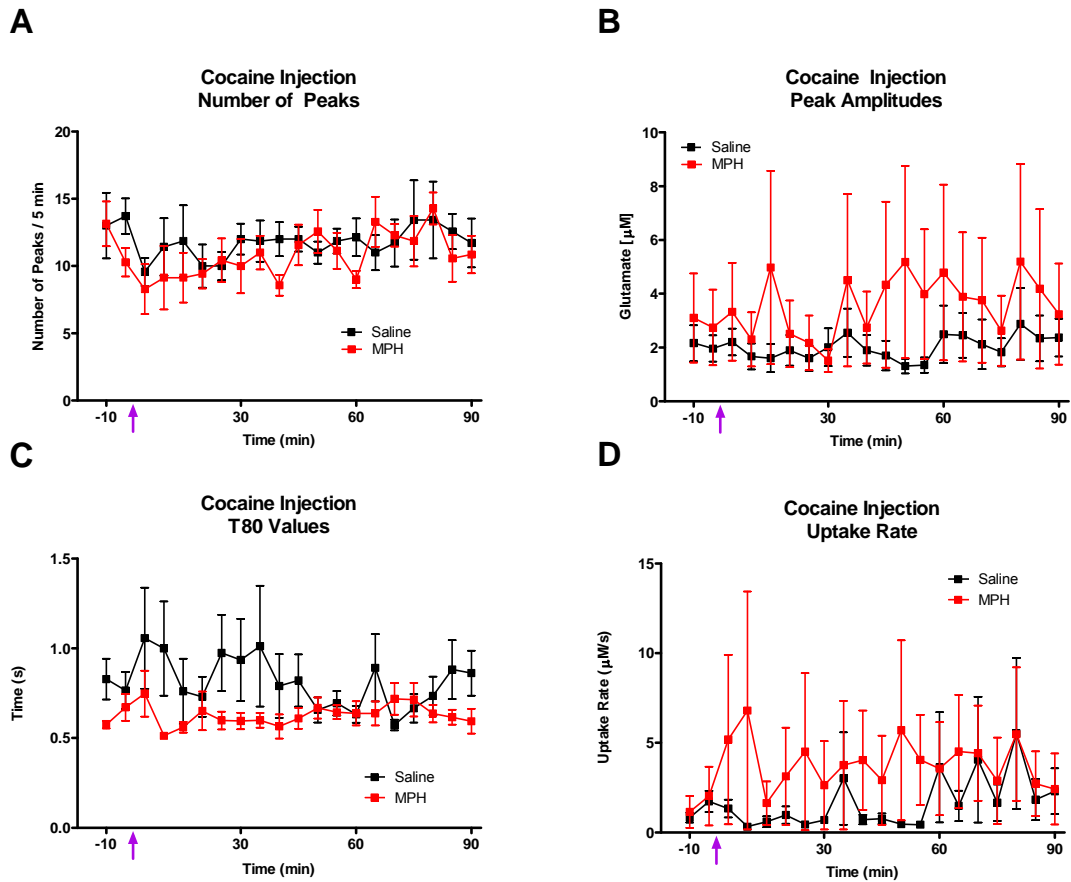 A
Cocaine Injection
Number of Peaks
Number of Peaks / 5 min
20
15
10
5
0
Saline
MPH
-10 30 60 90
Time (min)
B
Cocaine Injection
Peak Amplitudes
Glutamate [μM]
10
8
6
4
2
0
Saline
MPH
-10 30 60 90
Time (min)
C
Cocaine Injection
T80 Values
Time (s)
1.5
1.0
0.5
0.0
Saline
MPH
-10 30 60 90
Time (min)
D
Cocaine Injection
Uptake Rate
Uptake Rate (μM/s)
15
10
5
0
Saline
MPH
-10 30 60 90
Time (min)